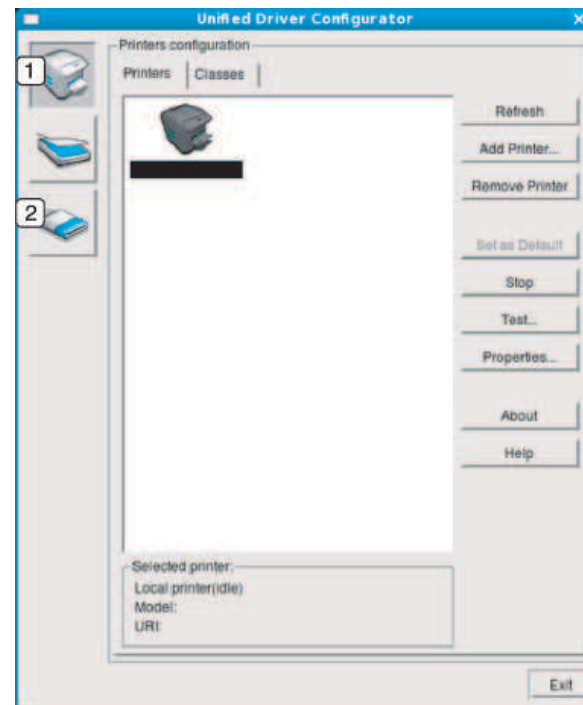 Unified Driver Configurator
Printers configuration
1
Printers
Classes
Refresh
Add Printer...
Remove Printer
2
Set as Default
Stop
Test...
Properties...
About
Help
Selected printer:
Local printer(idle)
Model:
URI:
Exit